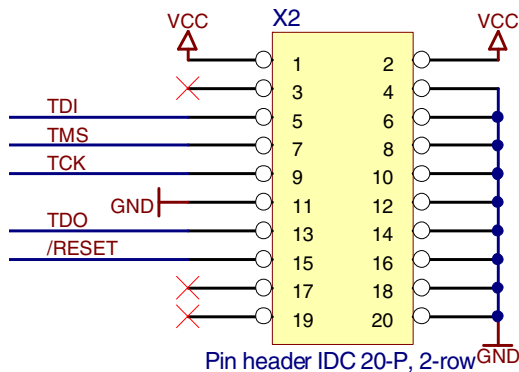 X2
VCC VCC
1 2
3 4
TDI 5 6
TMS 7 8
TCK 9 10
GND 11 12
TDO 13 14
/RESET 15 16
17 18
19 20
GND
Pin header IDC 20-P, 2-row